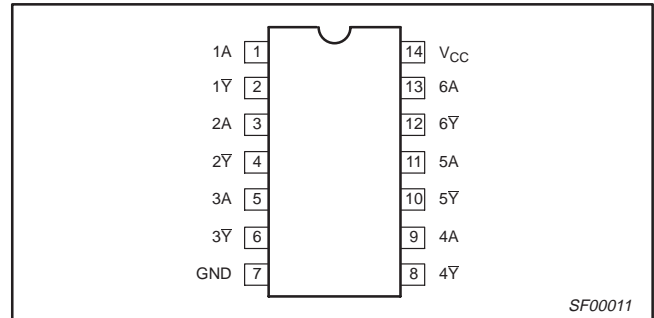 1A 1 14 V_CC
1Y̅ 2 13 6A
2A 3 12 6Y̅
2Y̅ 4 11 5A
3A 5 10 5Y̅
3Y̅ 6 9 4A
GND 7 8 4Y̅
SF00011